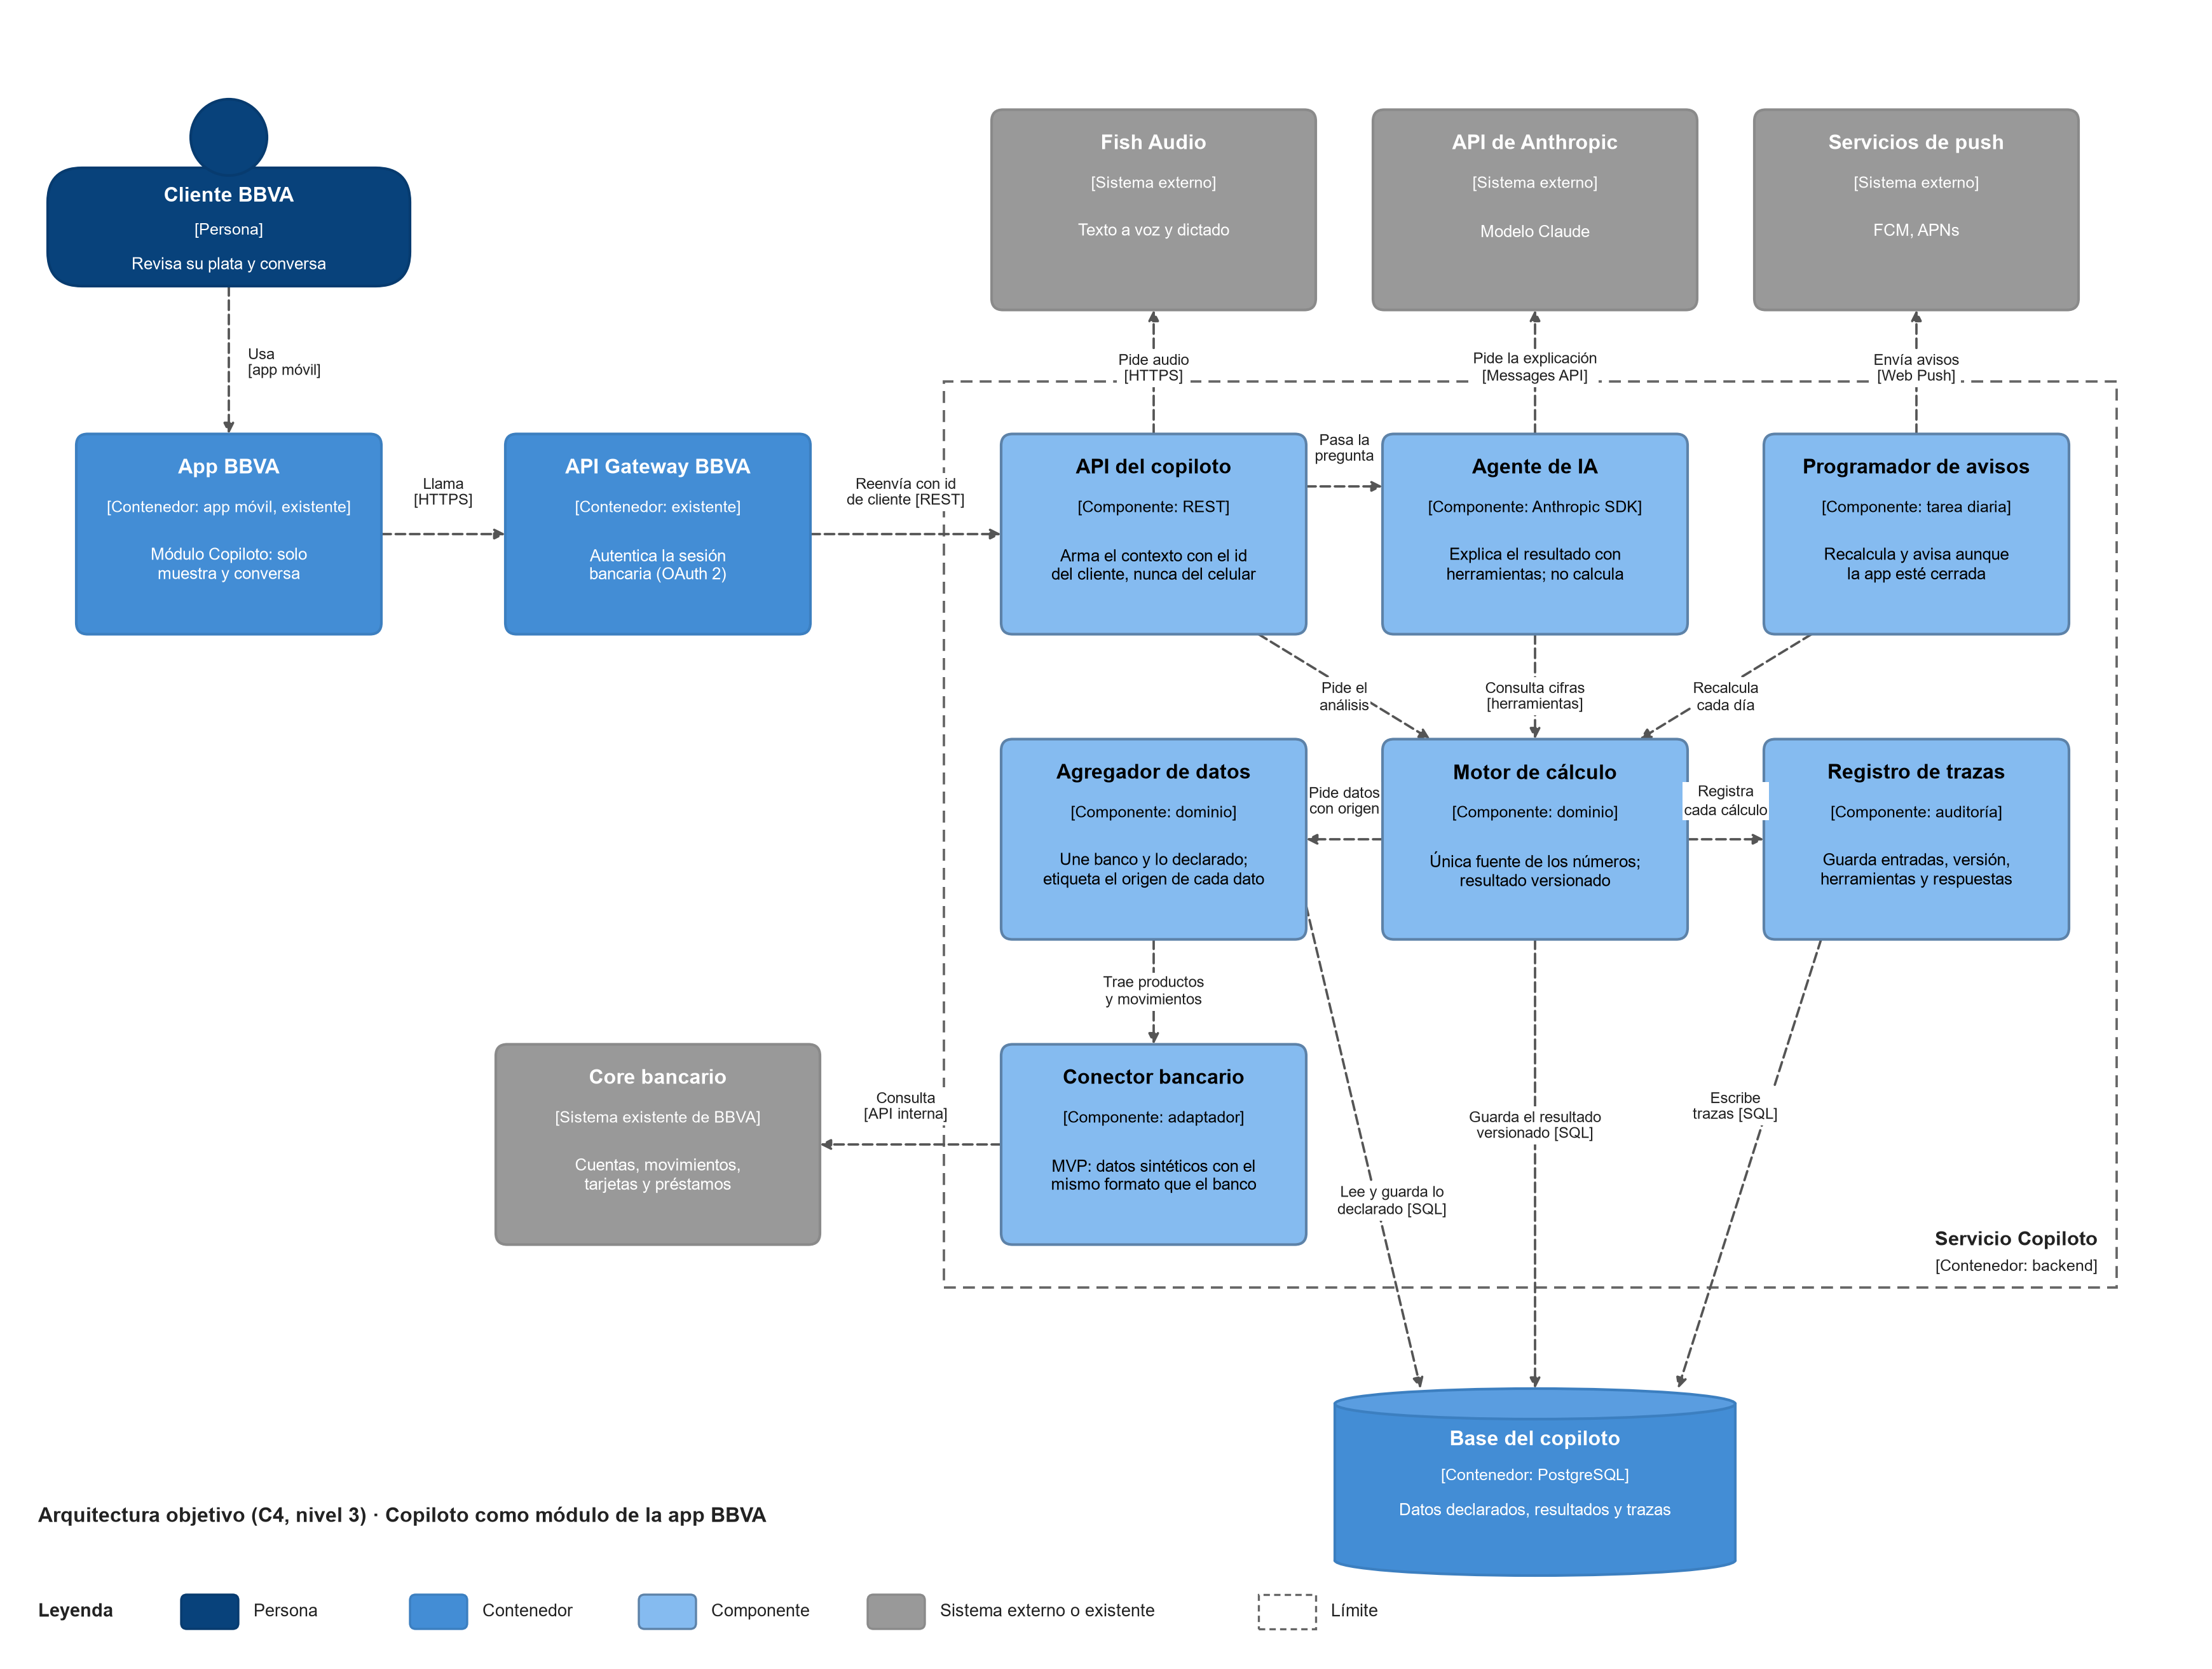 Cliente BBVA
[Persona]
Revisa su plata y conversa
Fish Audio
[Sistema externo]
Texto a voz y dictado
API de Anthropic
[Sistema externo]
Modelo Claude
Servicios de push
[Sistema externo]
FCM, APNs
Usa
[app móvil]
Pide audio
[HTTPS]
Pide la explicación
[Messages API]
Envía avisos
[Web Push]
App BBVA
[Contenedor: app móvil, existente]
Módulo Copiloto: solo
muestra y conversa
Llama
[HTTPS]
API Gateway BBVA
[Contenedor: existente]
Autentica la sesión
bancaria (OAuth 2)
Reenvía con id
de cliente [REST]
API del copiloto
[Componente: REST]
Arma el contexto con el id
del cliente, nunca del celular
Pasa la
pregunta
Agente de IA
[Componente: Anthropic SDK]
Explica el resultado con
herramientas; no calcula
Programador de avisos
[Componente: tarea diaria]
Recalcula y avisa aunque
la app esté cerrada
Pide el
análisis
Consulta cifras
[herramientas]
Recalcula
cada día
Agregador de datos
[Componente: dominio]
Une banco y lo declarado;
etiqueta el origen de cada dato
Pide datos
con origen
Motor de cálculo
[Componente: dominio]
Única fuente de los números;
resultado versionado
Registra
cada cálculo
Registro de trazas
[Componente: auditoría]
Guarda entradas, versión,
herramientas y respuestas
Trae productos
y movimientos
Core bancario
[Sistema existente de BBVA]
Cuentas, movimientos,
tarjetas y préstamos
Consulta
[API interna]
Conector bancario
[Componente: adaptador]
MVP: datos sintéticos con el
mismo formato que el banco
Lee y guarda lo
declarado [SQL]
Guarda el resultado
versionado [SQL]
Escribe
trazas [SQL]
Servicio Copiloto
[Contenedor: backend]
Base del copiloto
[Contenedor: PostgreSQL]
Datos declarados, resultados y trazas
Arquitectura objetivo (C4, nivel 3) · Copiloto como módulo de la app BBVA
Leyenda
Persona
Contenedor
Componente
Sistema externo o existente
Límite